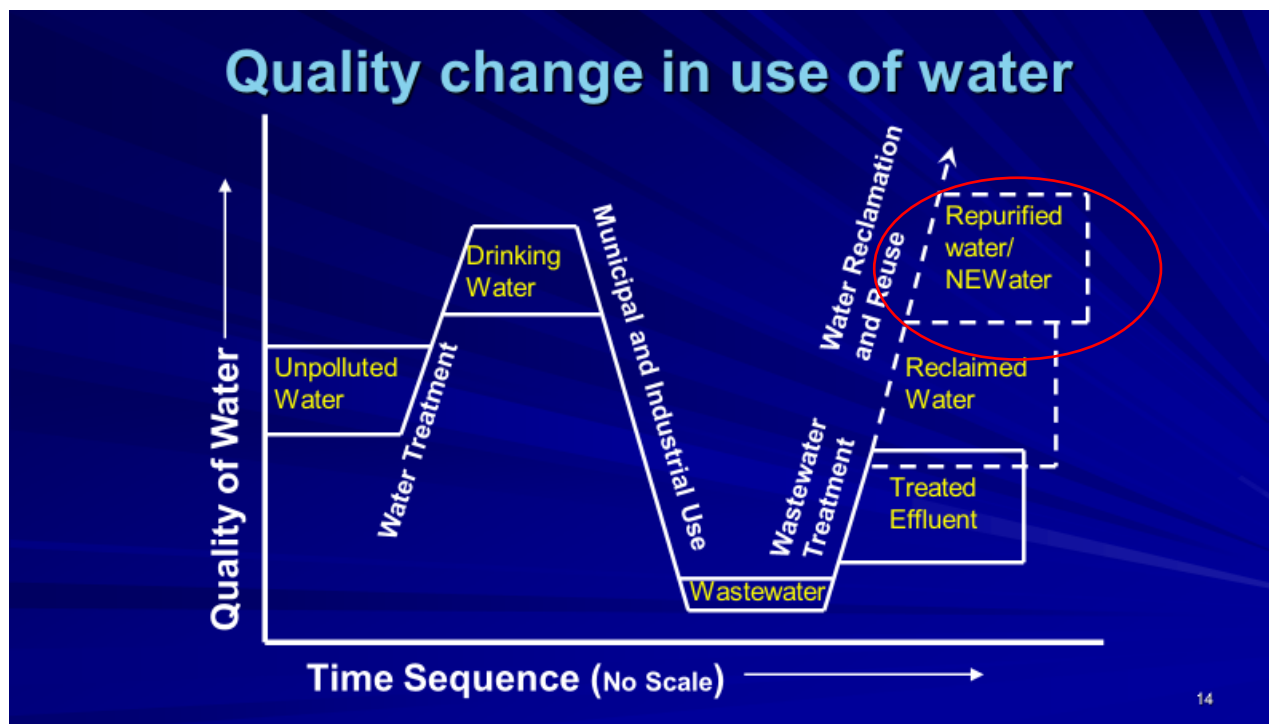 Quality change in use of water
Quality of Water
Unpolluted
Water
Water Treatment
Drinking
Water
Municipal and Industrial Use
Wastewater
Wastewater
Treatment
Water Reclamation
and Reuse
Repurified
water/
NEWater
Reclaimed
Water
Treated
Effluent
Time Sequence (No Scale)
14